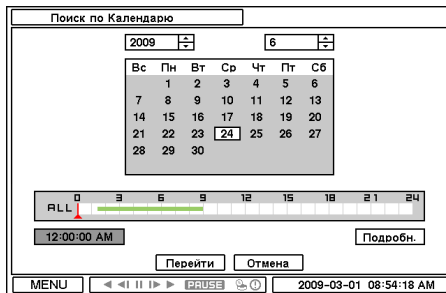 Поиск по Календарю
2009 6
Вс Пн Вт Ср Чт Пт Сб
1 2 3 4 5 6
7 8 9 10 11 12 13
14 15 16 17 18 19 20
21 22 23 24 25 26 27
28 29 30
0 3 6 9 12 15 18 21 24
ALL
12:00:00 AM Подробн.
Перейти Отмена
MENU PAUSE 2009-03-01 08:54:18 AM